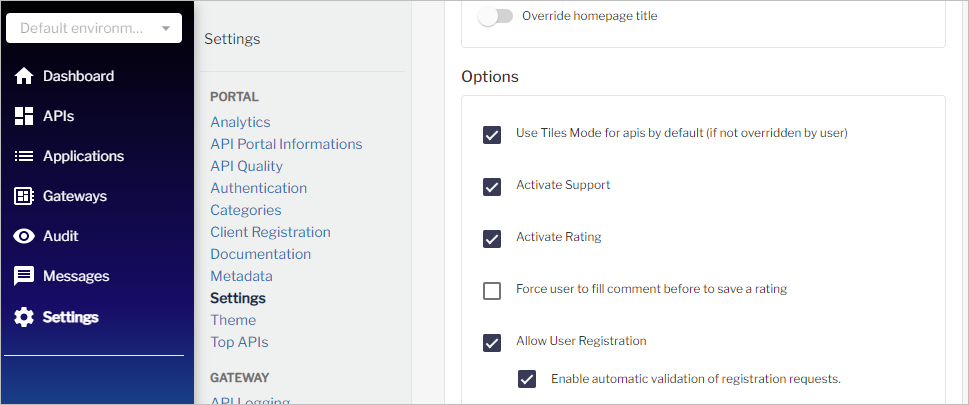 Default environm...
Dashboard
APIs
Applications
Gateways
Audit
Messages
Settings
Settings
PORTAL
Analytics
API Portal Informations
API Quality
Authentication
Categories
Client Registration
Documentation
Metadata
Settings
Theme
Top APIs
GATEWAY
API Logging
Override homepage title
Options
Use Tiles Mode for apis by default (if not overridden by user)
Activate Support
Activate Rating
Force user to fill comment before to save a rating
Allow User Registration
Enable automatic validation of registration requests.